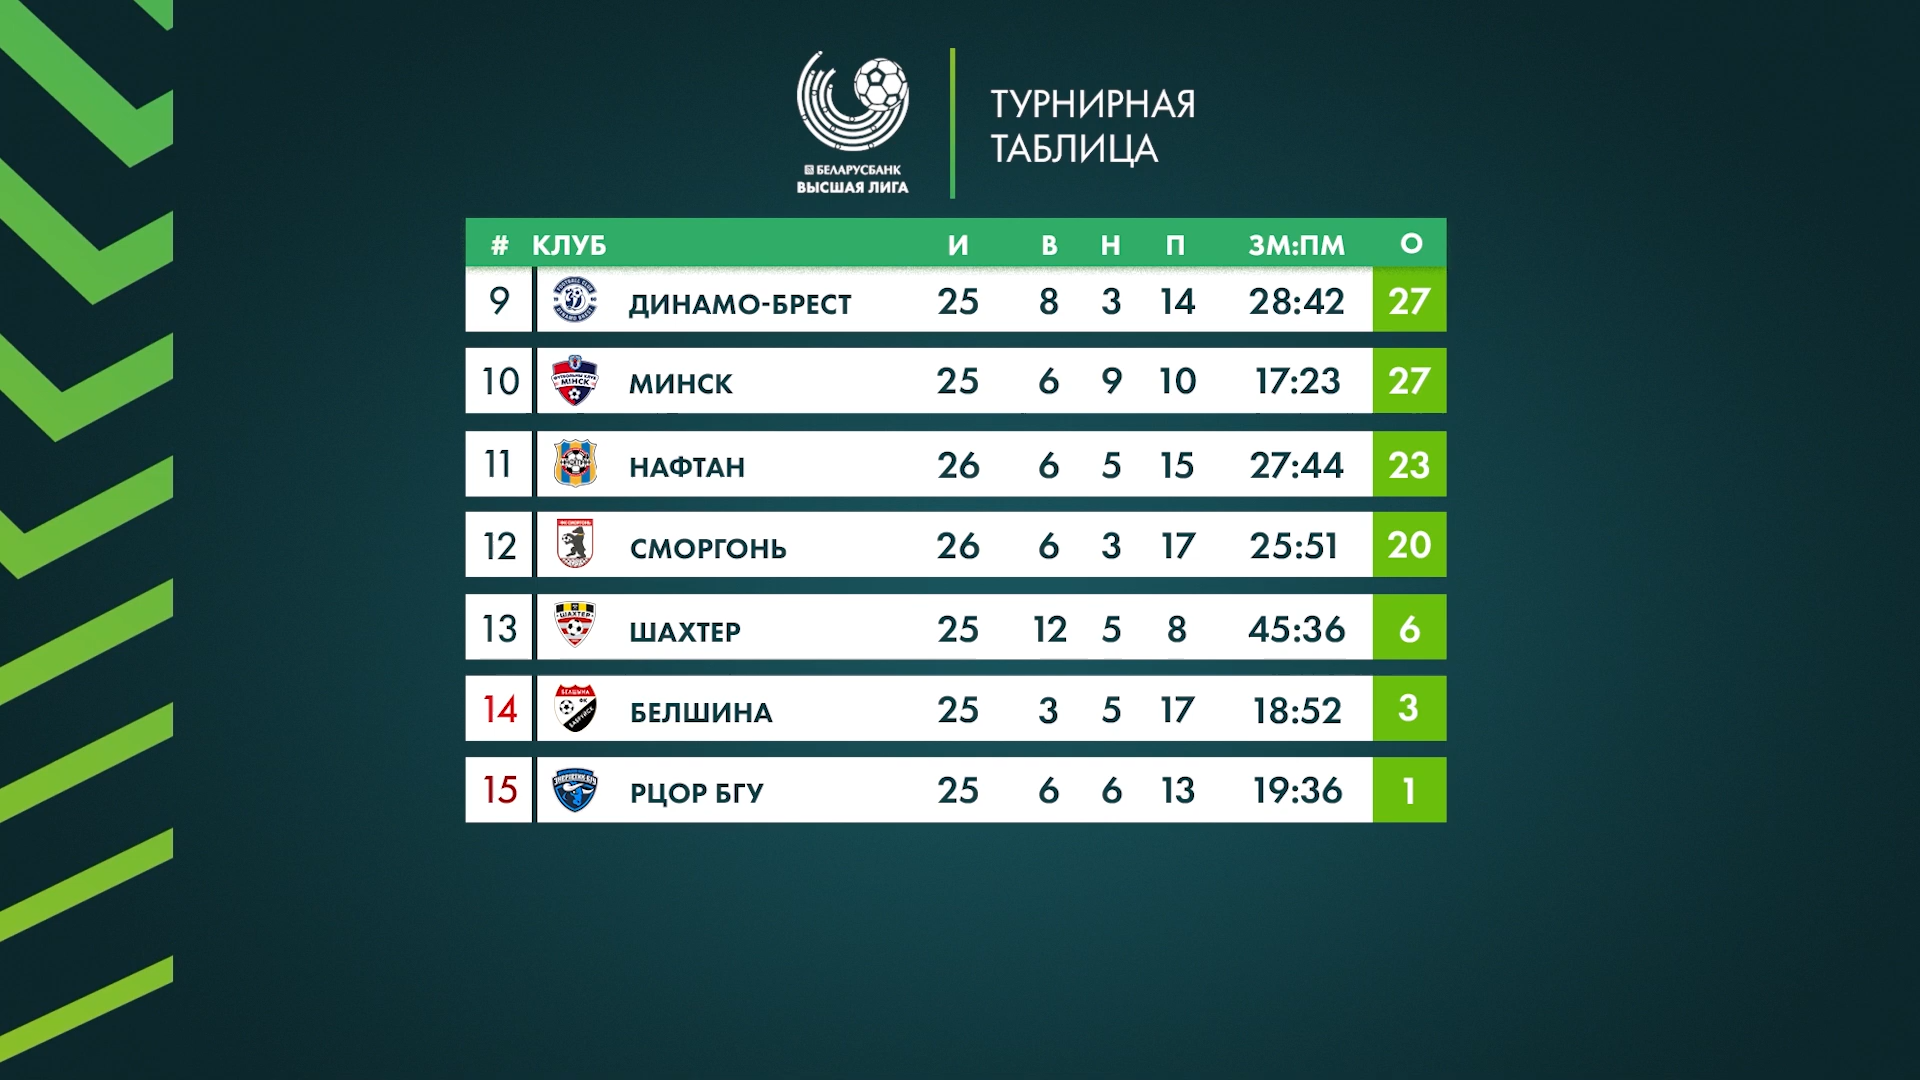 БЕЛАРУСБАНК
ВЫСШАЯ ЛИГА
ТУРНИРНАЯ
ТАБЛИЦА
# КЛУБ И В Н П ЗМ:ПМ О
9 ДИНАМО-БРЕСТ 25 8 3 14 28:42 27
10 МИНСК 25 6 9 10 17:23 27
11 НАФТАН 26 6 5 15 27:44 23
12 СМОРГОНЬ 26 6 3 17 25:51 20
13 ШАХТЕР 25 12 5 8 45:36 6
14 БЕЛШИНА 25 3 5 17 18:52 3
15 РЦОР БГУ 25 6 6 13 19:36 1